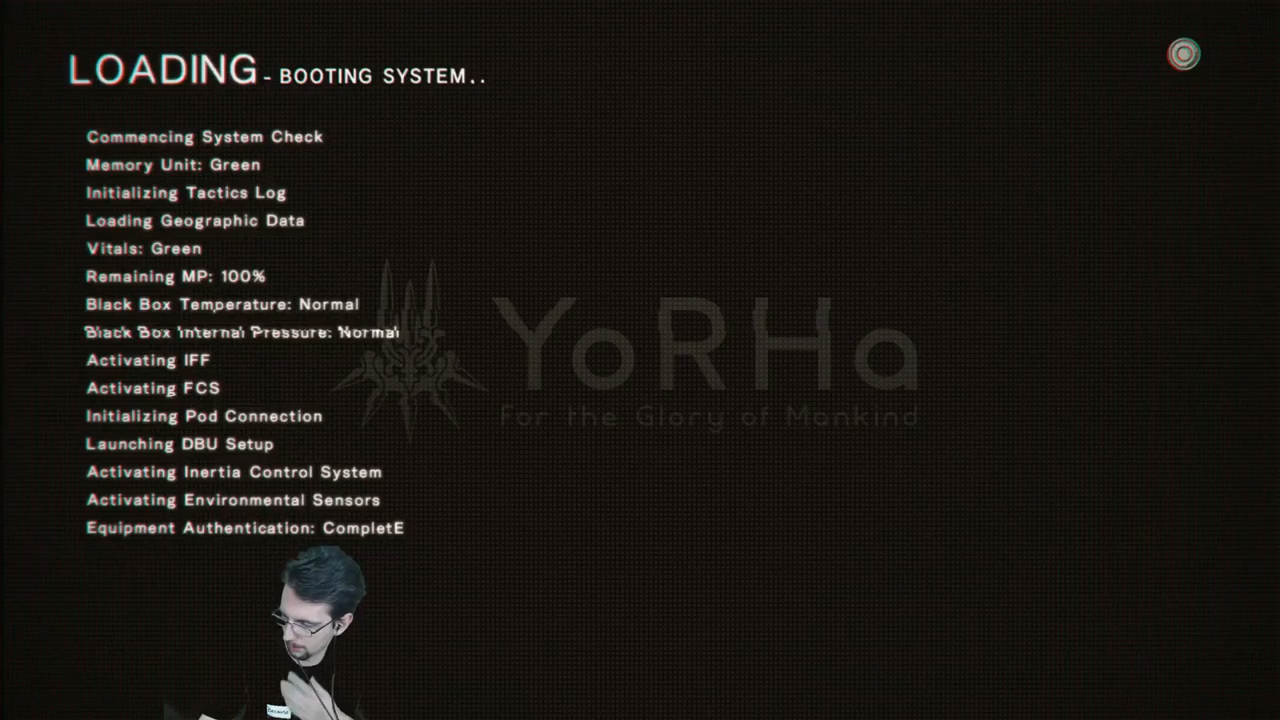 LOADING - BOOTING SYSTEM..
Commencing System Check
Memory Unit: Green
Initializing Tactics Log
Loading Geographic Data
Vitals: Green
Remaining MP: 100%
Black Box Temperature: Normal
Black Box Internal Pressure: Normal
Activating IFF
Activating FCS
Initializing Pod Connection
Launching DBU Setup
Activating Inertia Control System
Activating Environmental Sensors
Equipment Authentication: CompletE
YoRHa
For the Glory of Mankind
Because